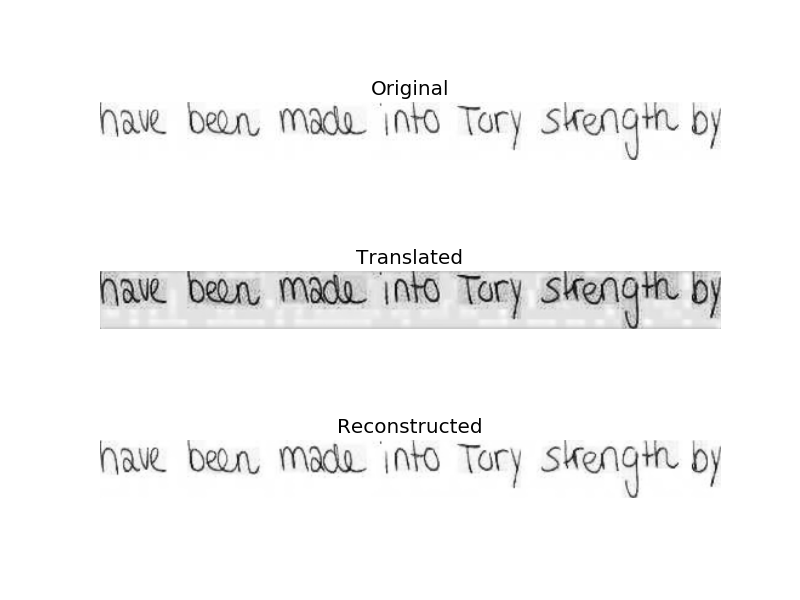 Original
have been made into Tory strength by
Translated
have been made into Tory strength by
Reconstructed
have been made into Tory strength by